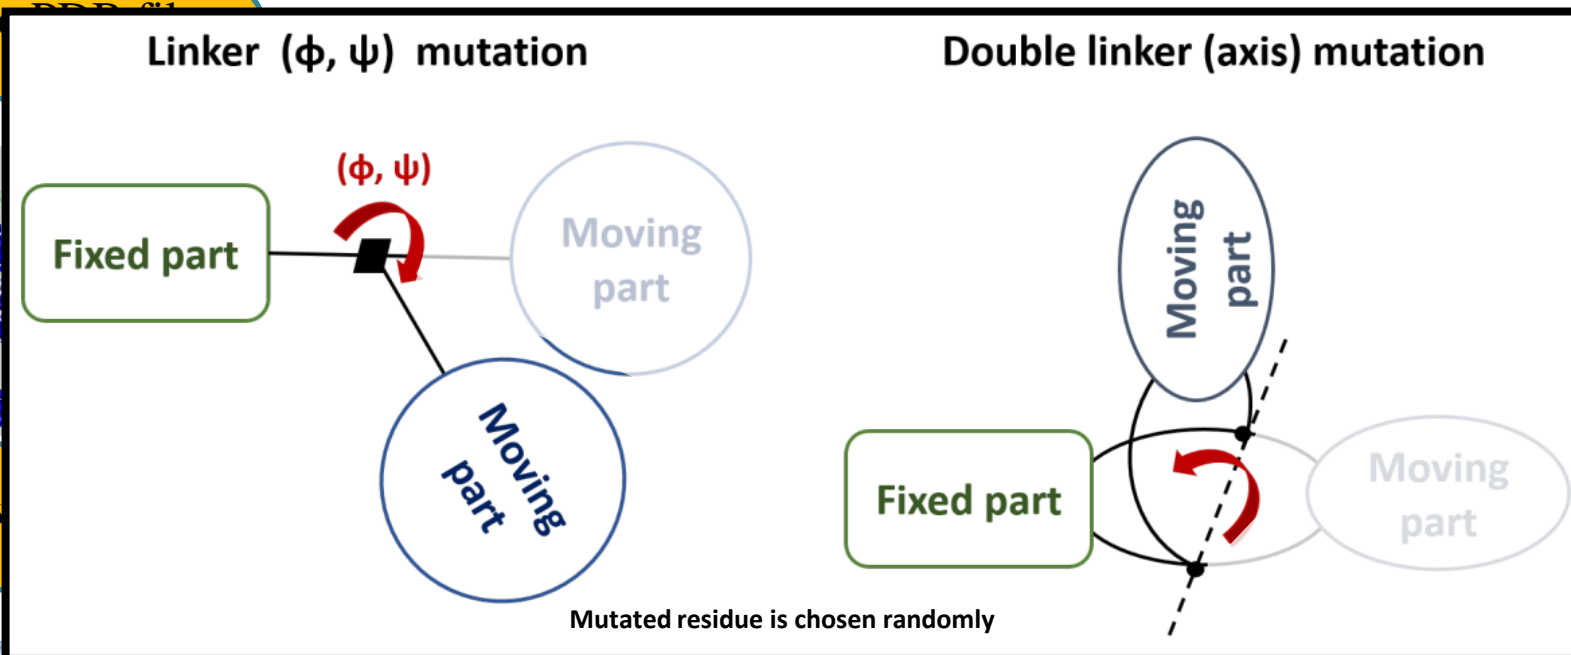 Linker (ϕ, ψ) mutation
Double linker (axis) mutation
(ϕ, ψ)
Fixed part
Moving
part
Moving
part
Moving
part
Fixed part
Moving
part
Mutated residue is chosen randomly